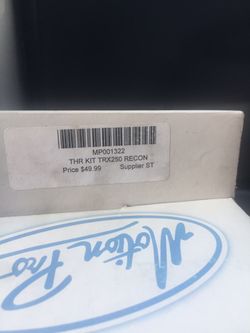 MP001322
THR KIT TRX250 RECON
Price $49.99 Supplier ST
Motion Pro